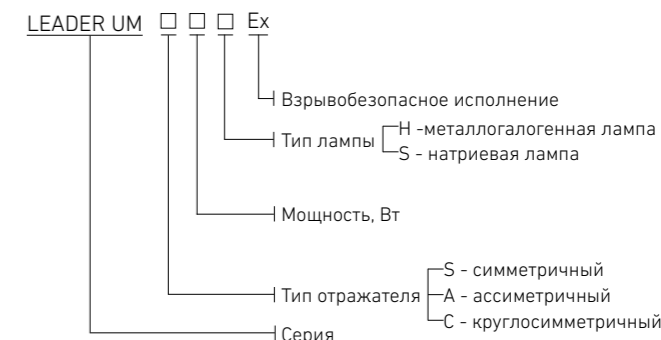 LEADER UM □ □ □ Ex
Взрывобезопасное исполнение
Тип лампы
H -металлогалогенная лампа
S - натриевая лампа
Мощность, Вт
Тип отражателя
S - симметричный
A - ассиметричный
C - круглосимметричный
Серия